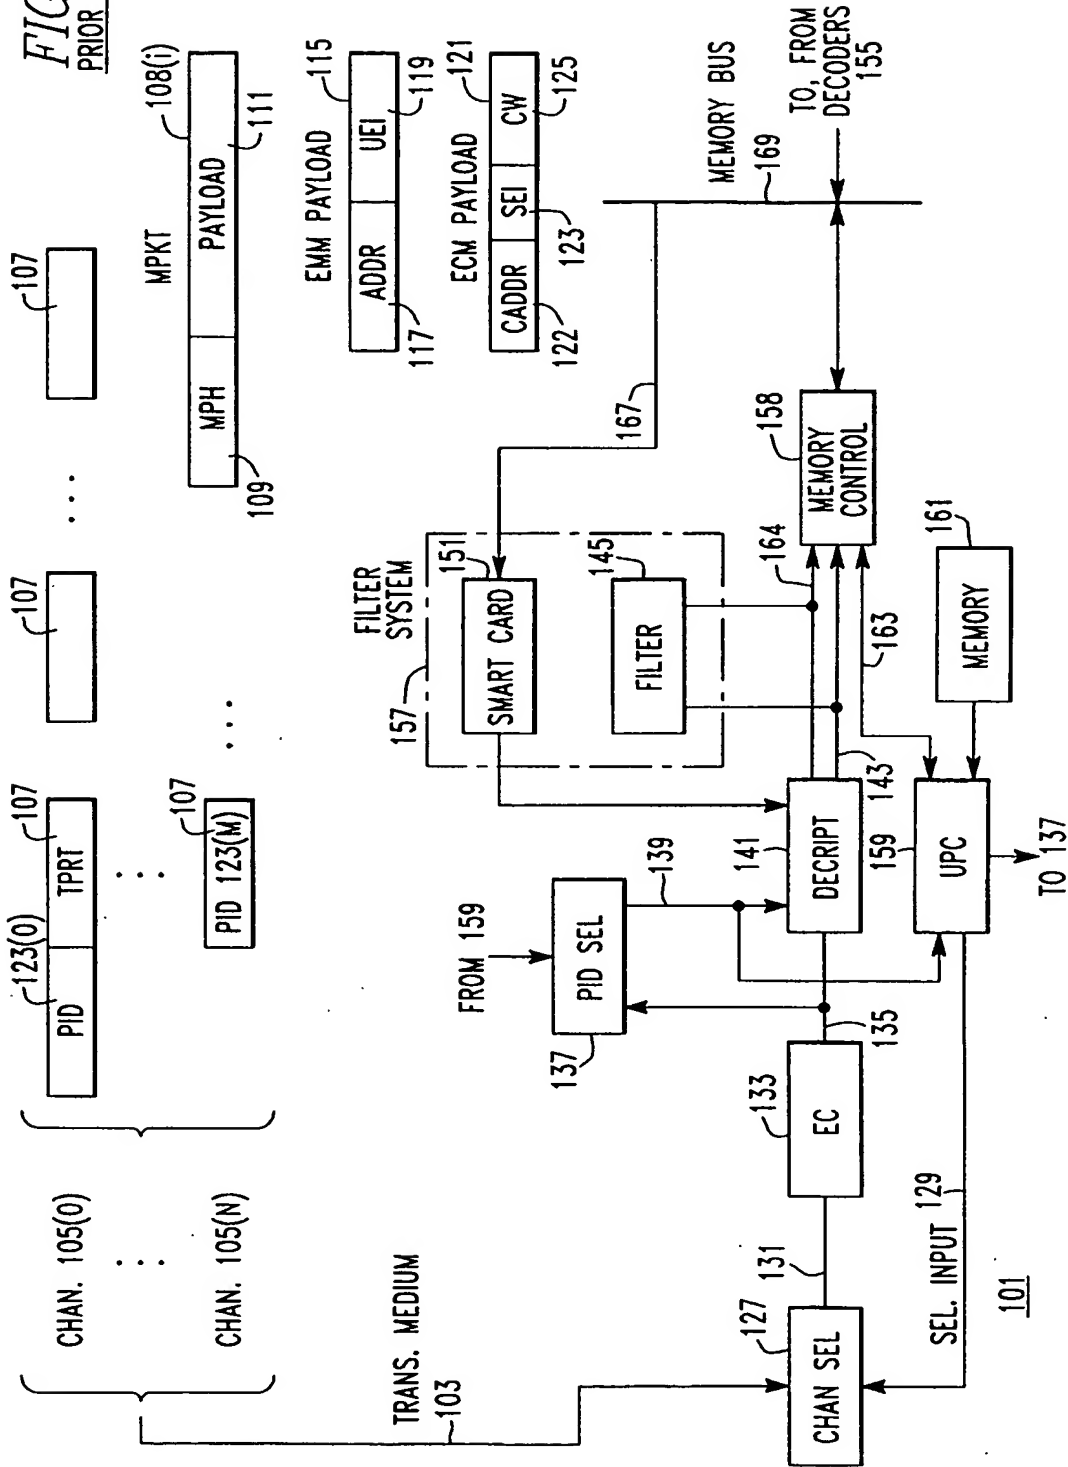 FIG
PRIOR
CHAN. 105(0)
CHAN. 105(N)
123(0)
107
PID
TPRT
107
PID 123(M)
107
107
MPKT
108(i)
MPH
PAYLOAD
109
111
EMM PAYLOAD
115
ADDR
UEI
117
119
ECM PAYLOAD
121
CADDR
SEI
CW
122
123
125
TRANS. MEDIUM
103
FILTER
SYSTEM
157
151
SMART CARD
145
FILTER
167
MEMORY BUS
169
TO, FROM
DECODERS
155
FROM 159
PID SEL
137
139
127
CHAN SEL
131
133
EC
135
141
DECRIPT
143
164
158
MEMORY
CONTROL
163
159
UPC
161
MEMORY
SEL. INPUT 129
TO 137
101